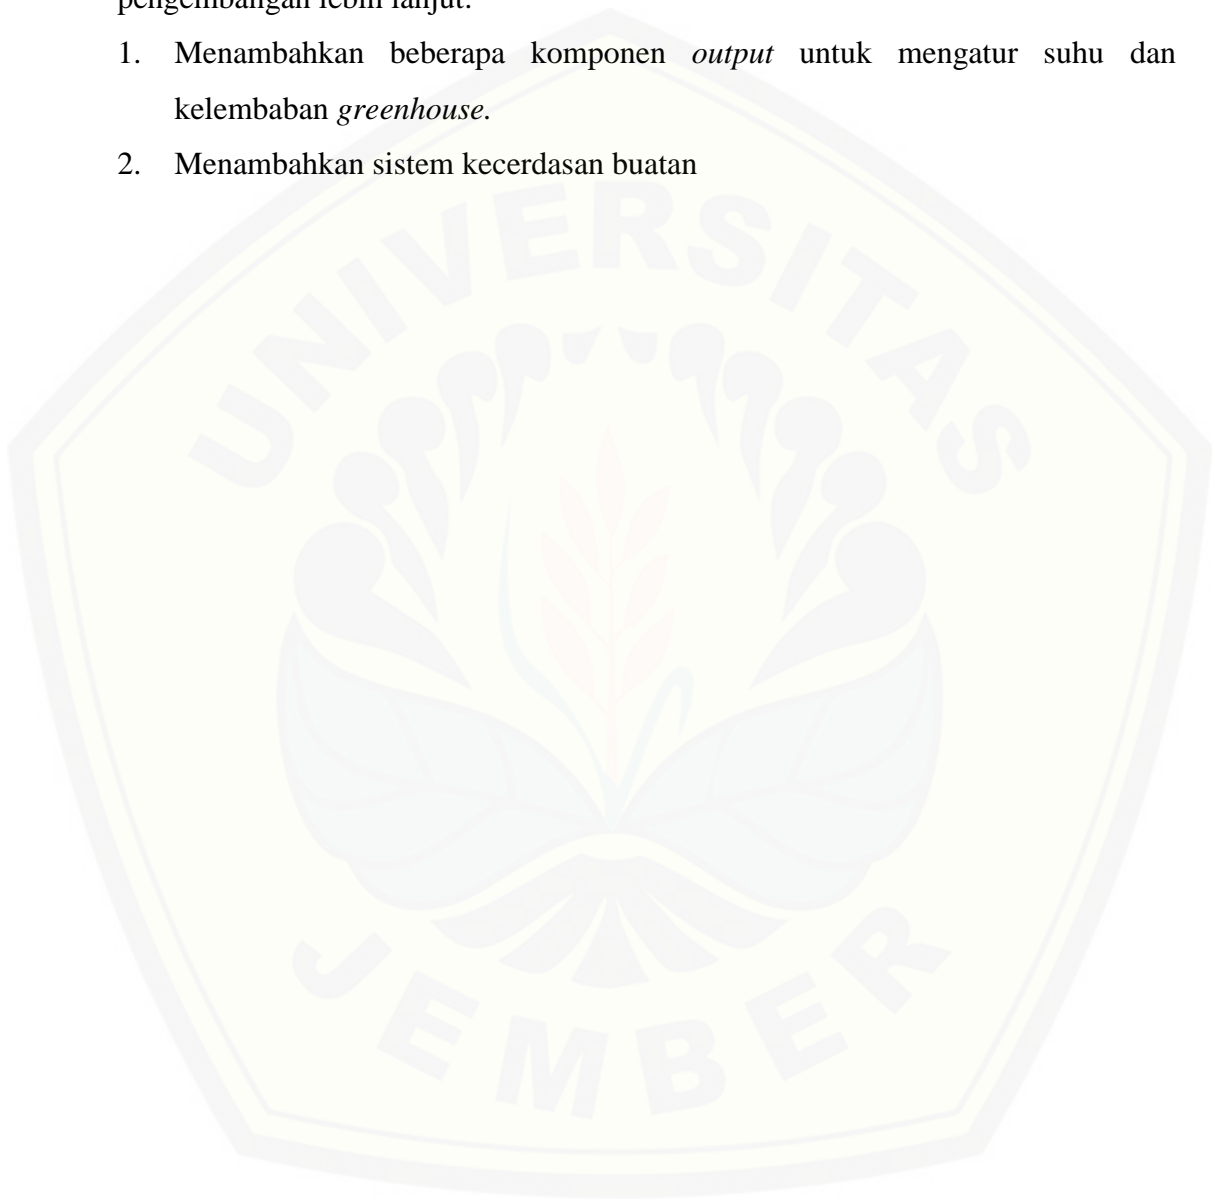 pengembangan lebih lanjut.
1. Menambahkan beberapa komponen output untuk mengatur suhu dan
kelembaban greenhouse.
2. Menambahkan sistem kecerdasan buatan
UNIVERSITAS
JEMBER